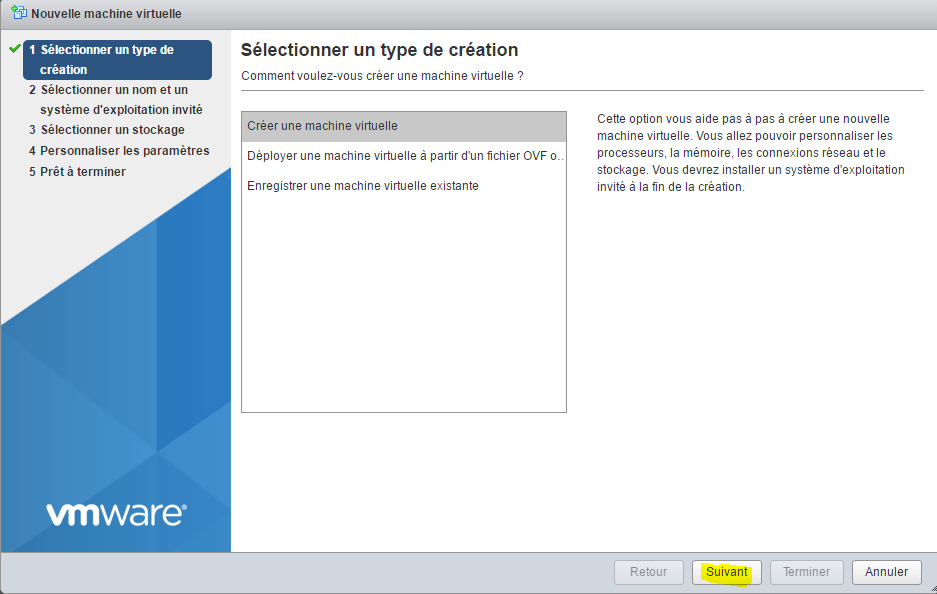 Nouvelle machine virtuelle
1 Sélectionner un type de
création
2 Sélectionner un nom et un
système d'exploitation invité
3 Sélectionner un stockage
4 Personnaliser les paramètres
5 Prêt à terminer
vmware®
Sélectionner un type de création
Comment voulez-vous créer une machine virtuelle ?
Créer une machine virtuelle
Déployer une machine virtuelle à partir d'un fichier OVF o...
Enregistrer une machine virtuelle existante
Cette option vous aide pas à pas à créer une nouvelle
machine virtuelle. Vous allez pouvoir personnaliser les
processeurs, la mémoire, les connexions réseau et le
stockage. Vous devrez installer un système d'exploitation
invité à la fin de la création.
Retour
Suivant
Terminer
Annuler